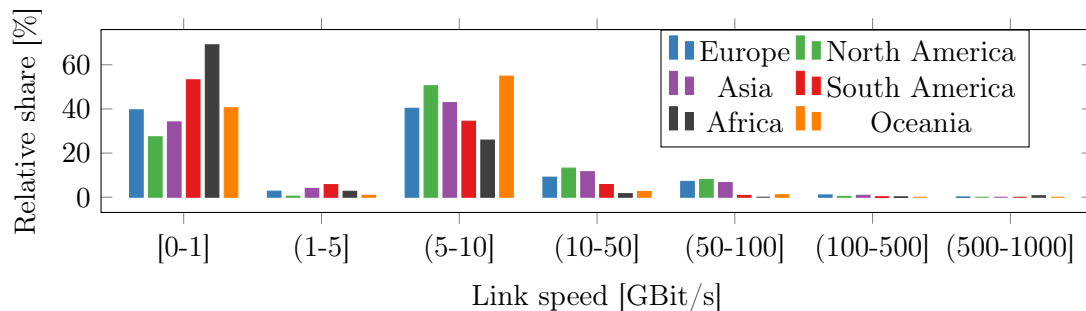 Relative share [%]
60
40
20
0
Europe North America
Asia South America
Africa Oceania
[0-1] (1-5] (5-10] (10-50] (50-100] (100-500] (500-1000]
Link speed [GBit/s]